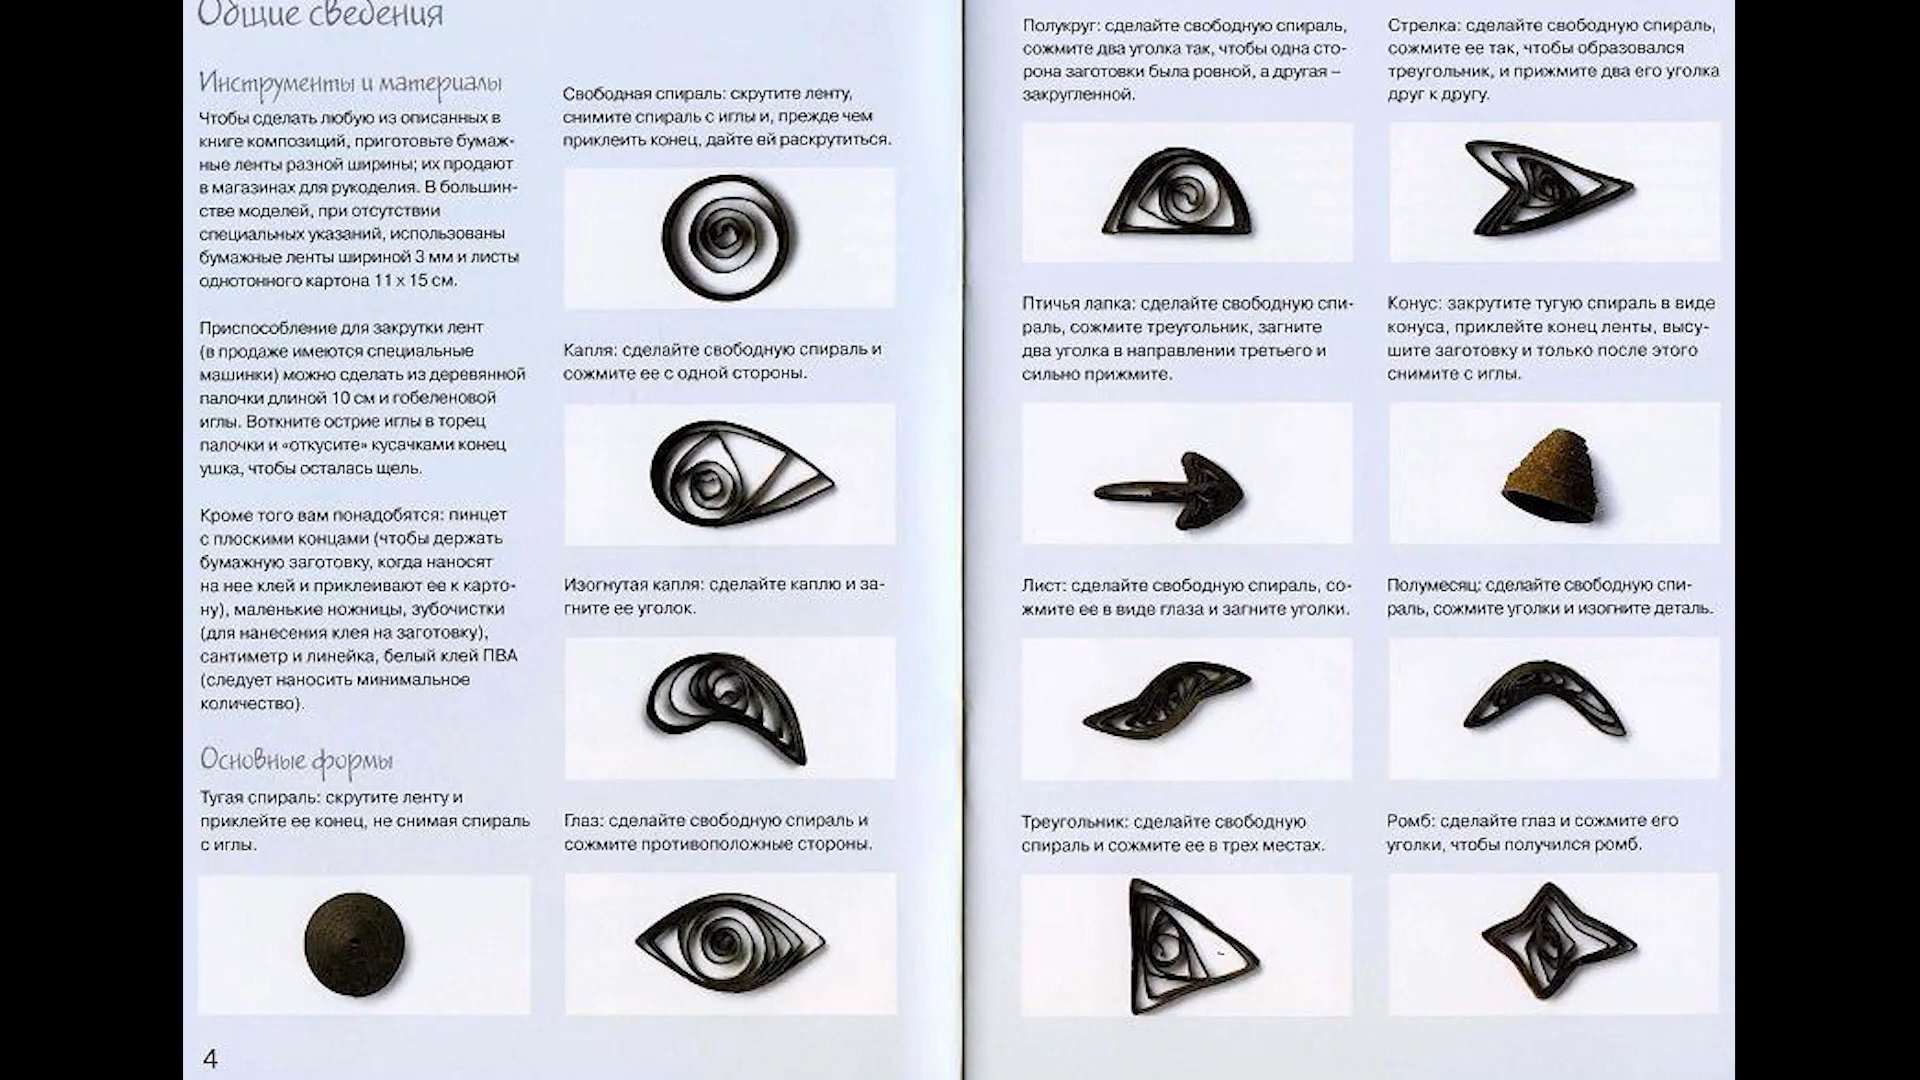 Общие сведения
Инструменты и материалы
Чтобы сделать любую из описанных в
книге композиций, приготовьте бумаж-
ные ленты разной ширины; их продают
в магазинах для рукоделия. В большин-
стве моделей, при отсутствии
специальных указаний, использованы
бумажные ленты шириной 3 мм и листы
однотонного картона 11 х 15 см.
Приспособление для закрутки лент
(в продаже имеются специальные
машинки) можно сделать из деревянной
палочки длиной 10 см и гобеленовой
иглы. Воткните острие иглы в торец
палочки и «откусите» кусачками конец
ушка, чтобы осталась щель.
Кроме того вам понадобятся: пинцет
с плоскими концами (чтобы держать
бумажную заготовку, когда наносят
на нее клей и приклеивают ее к карто-
ну), маленькие ножницы, зубочистки
(для нанесения клея на заготовку),
сантиметр и линейка, белый клей ПВА
(следует наносить минимальное
количество).
Основные формы
Тугая спираль: скрутите ленту и
приклейте ее конец, не снимая спираль
с иглы.
4
Свободная спираль: скрутите ленту,
снимите спираль с иглы и, прежде чем
приклеить конец, дайте ей раскрутиться.
Капля: сделайте свободную спираль и
сожмите ее с одной стороны.
Изогнутая капля: сделайте каплю и за-
гните ее уголок.
Глаз: сделайте свободную спираль и
сожмите противоположные стороны.
Полукруг: сделайте свободную спираль,
сожмите два уголка так, чтобы одна сто-
рона заготовки была ровной, а другая –
закругленной.
Птичья лапка: сделайте свободную спи-
раль, сожмите треугольник, загните
два уголка в направлении третьего и
сильно прижмите.
Лист: сделайте свободную спираль, со-
жмите ее в виде глаза и загните уголки.
Треугольник: сделайте свободную
спираль и сожмите ее в трех местах.
Стрелка: сделайте свободную спираль,
сожмите ее так, чтобы образовался
треугольник, и прижмите два его уголка
друг к другу.
Конус: закрутите тугую спираль в виде
конуса, приклейте конец ленты, высу-
шите заготовку и только после этого
снимите с иглы.
Полумесяц: сделайте свободную спи-
раль, сожмите уголки и изогните деталь.
Ромб: сделайте глаз и сожмите его
уголки, чтобы получился ромб.